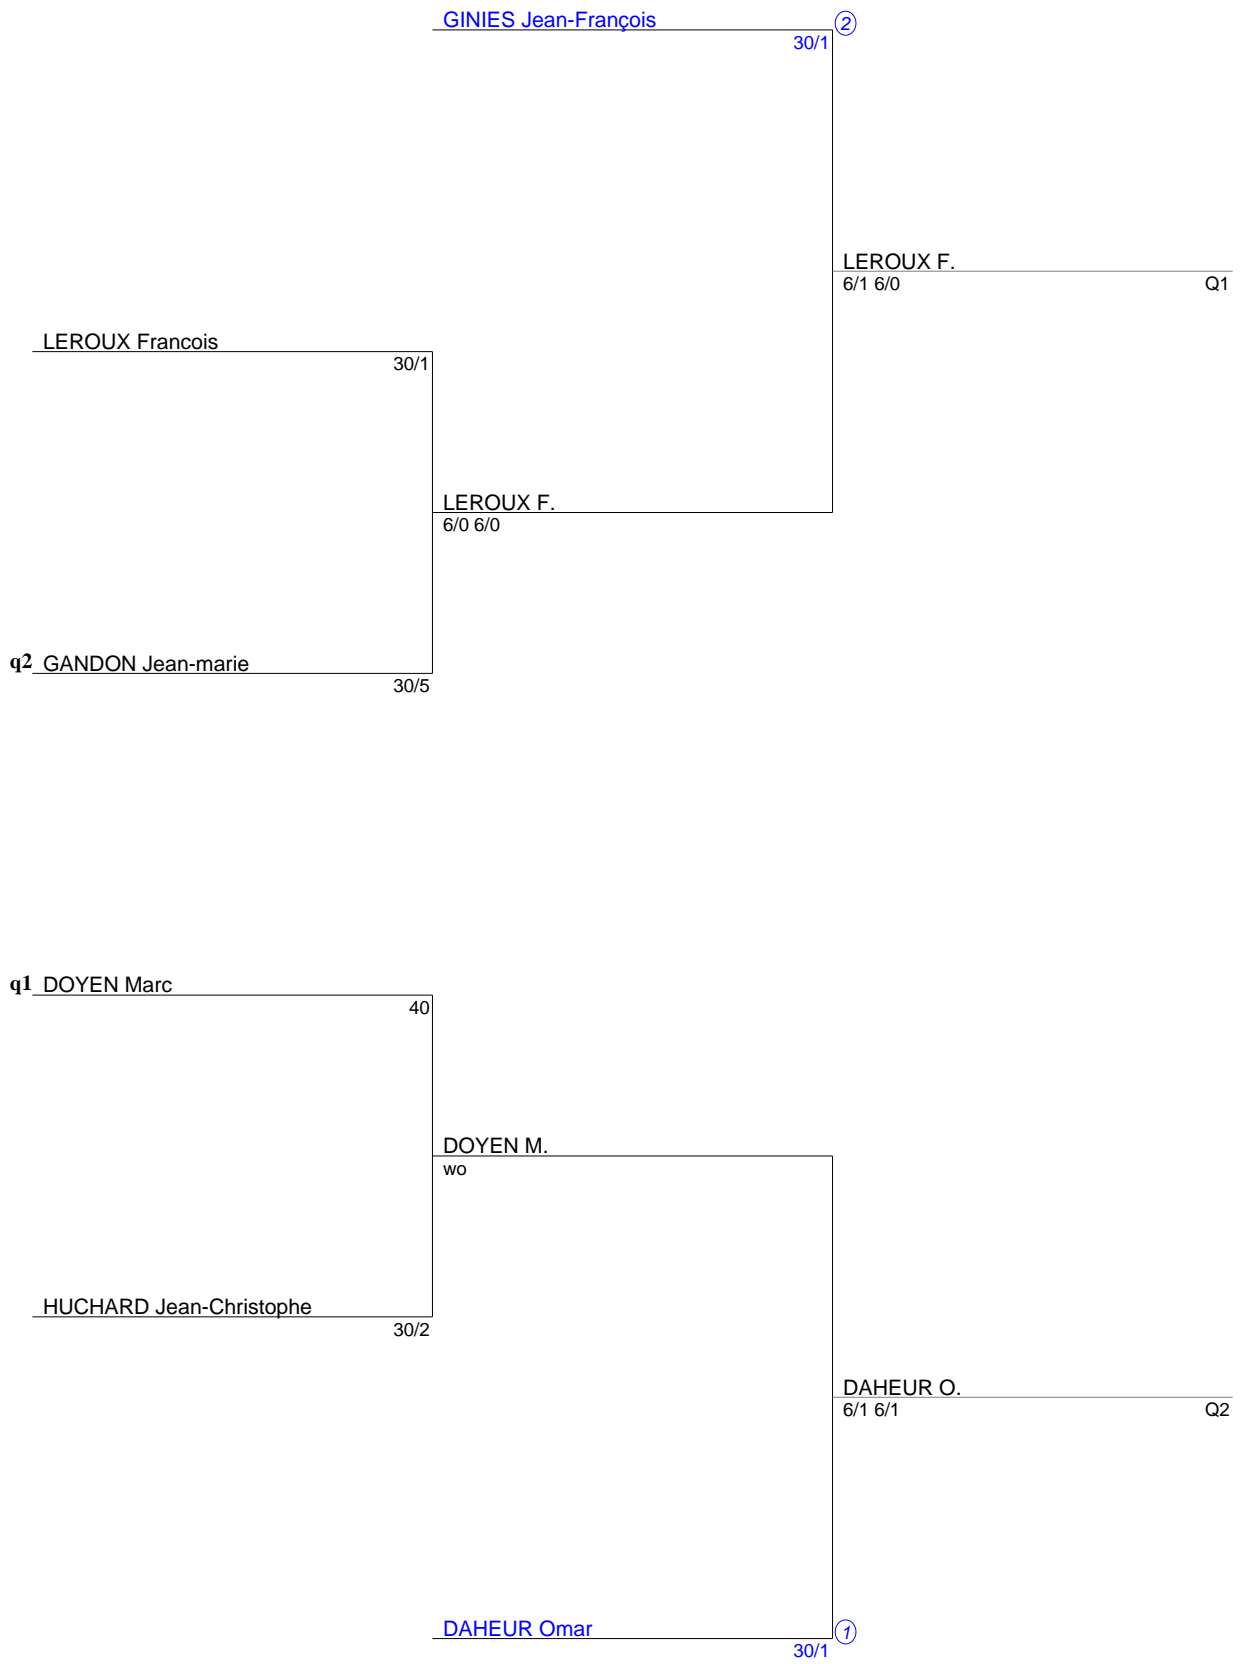 GINIES Jean-François
2
30/1
LEROUX F.
6/1 6/0
Q1
LEROUX Francois
30/1
LEROUX F.
6/0 6/0
q2 GANDON Jean-marie
30/5
q1 DOYEN Marc
40
DOYEN M.
wo
HUCHARD Jean-Christophe
30/2
DAHEUR O.
6/1 6/1
Q2
DAHEUR Omar
1
30/1